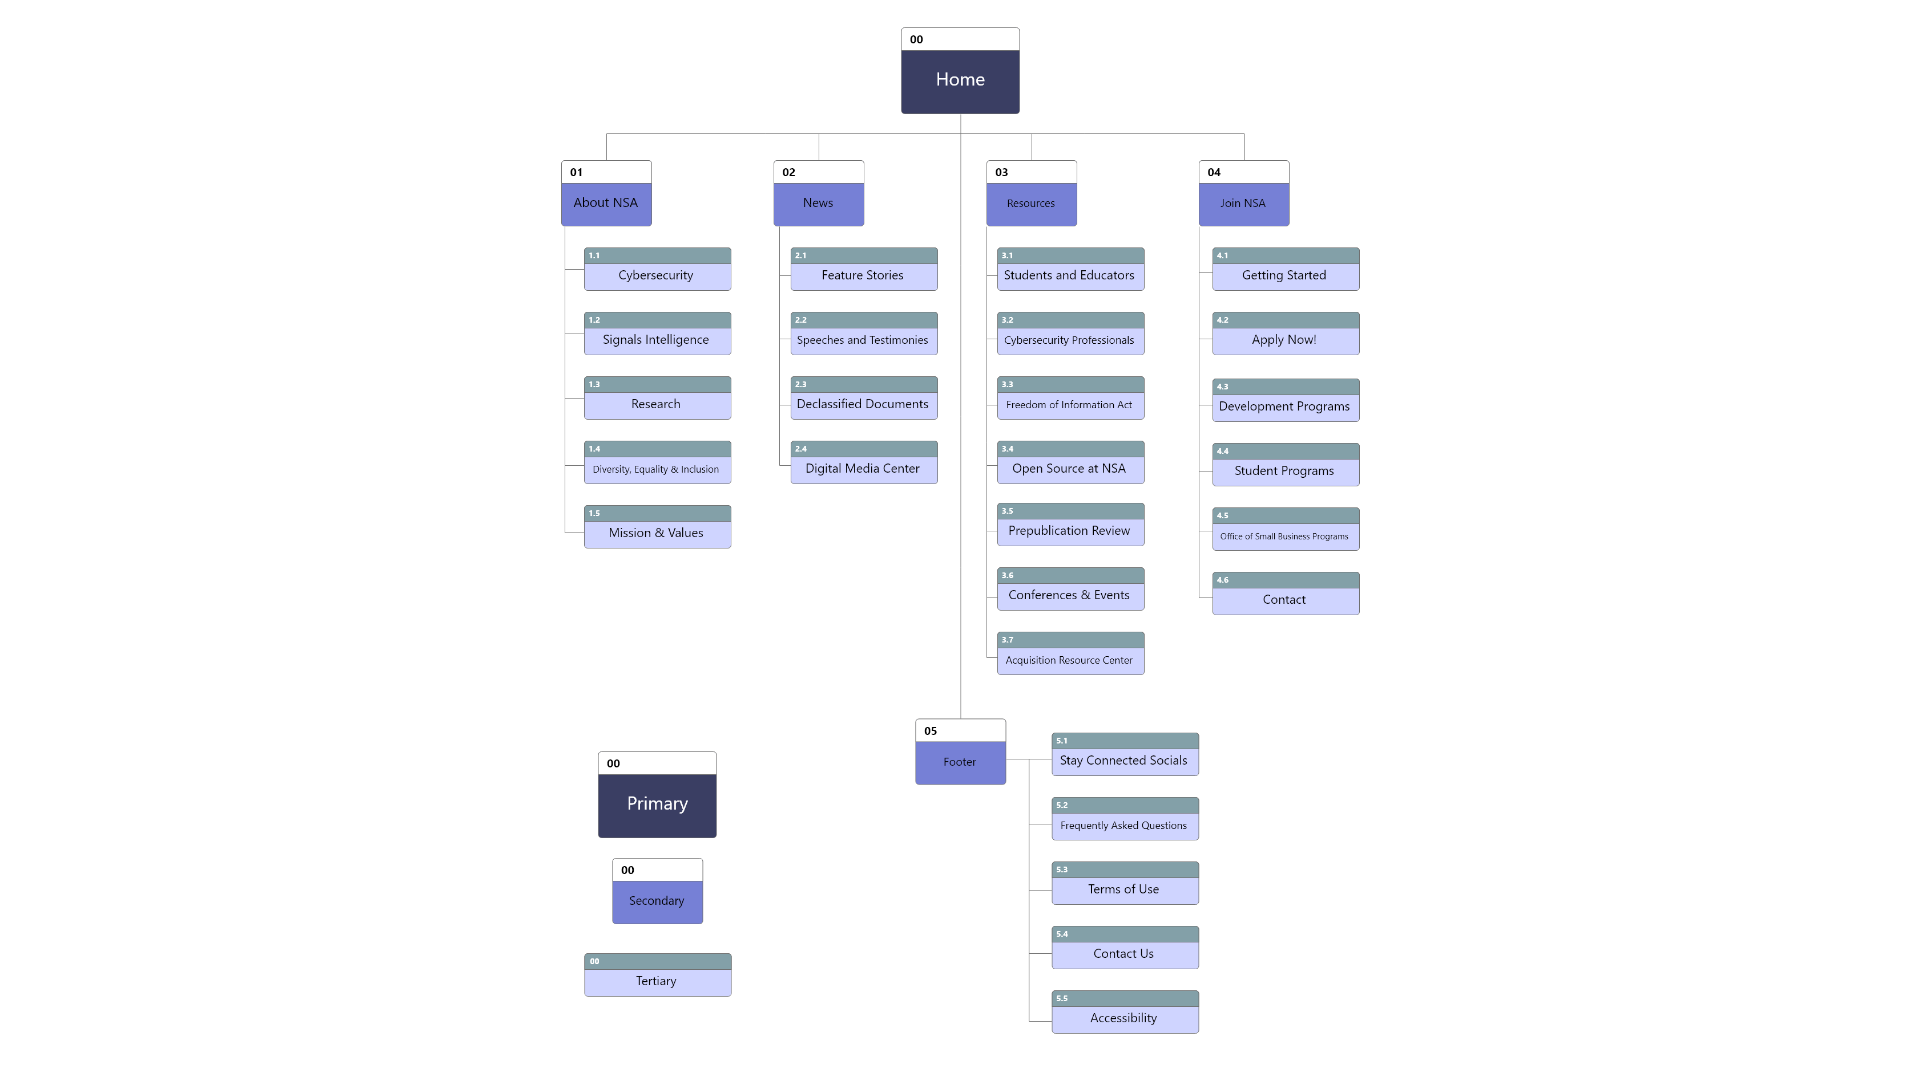 00
Home
01
About NSA
1.1
Cybersecurity
1.2
Signals Intelligence
1.3
Research
1.4
Diversity, Equality & Inclusion
1.5
Mission & Values
02
News
2.1
Feature Stories
2.2
Speeches and Testimonies
2.3
Declassified Documents
2.4
Digital Media Center
03
Resources
3.1
Students and Educators
3.2
Cybersecurity Professionals
3.3
Freedom of Information Act
3.4
Open Source at NSA
3.5
Prepublication Review
3.6
Conferences & Events
3.7
Acquisition Resource Center
04
Join NSA
4.1
Getting Started
4.2
Apply Now!
4.3
Development Programs
4.4
Student Programs
4.5
Office of Small Business Programs
4.6
Contact
05
Footer
5.1
Stay Connected Socials
5.2
Frequently Asked Questions
5.3
Terms of Use
5.4
Contact Us
5.5
Accessibility
00
Primary
00
Secondary
00
Tertiary